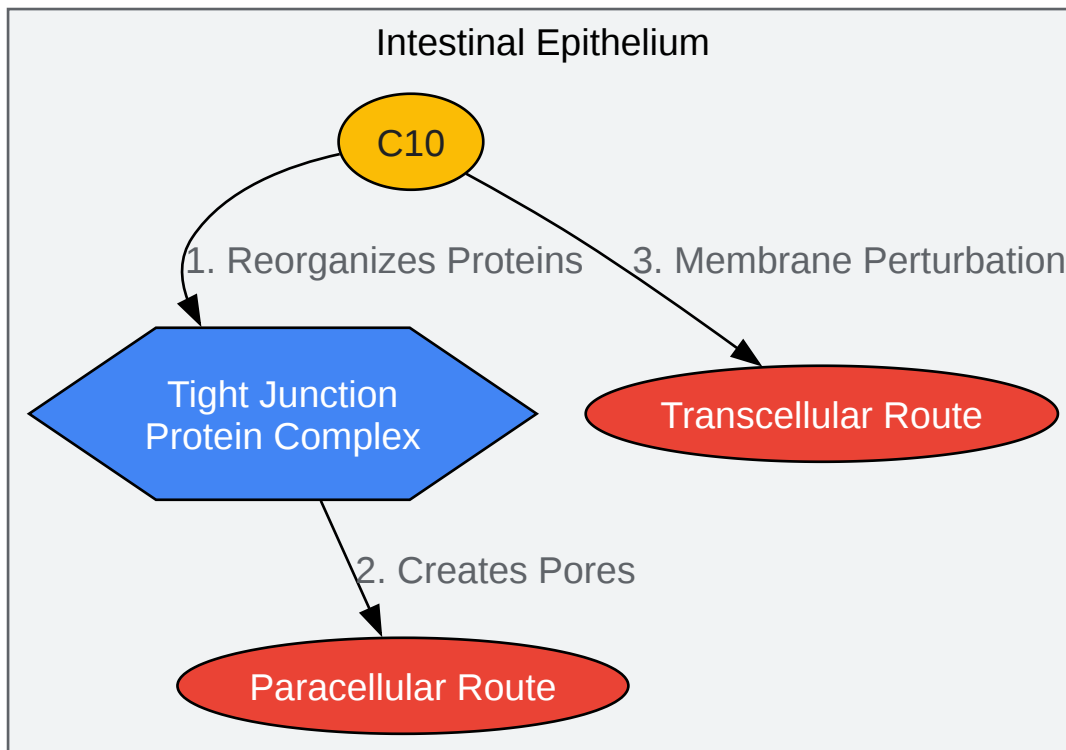 Intestinal Epithelium
C10
1. Reorganizes Proteins
3. Membrane Perturbation
Tight Junction
Protein Complex
Transcellular Route
2. Creates Pores
Paracellular Route